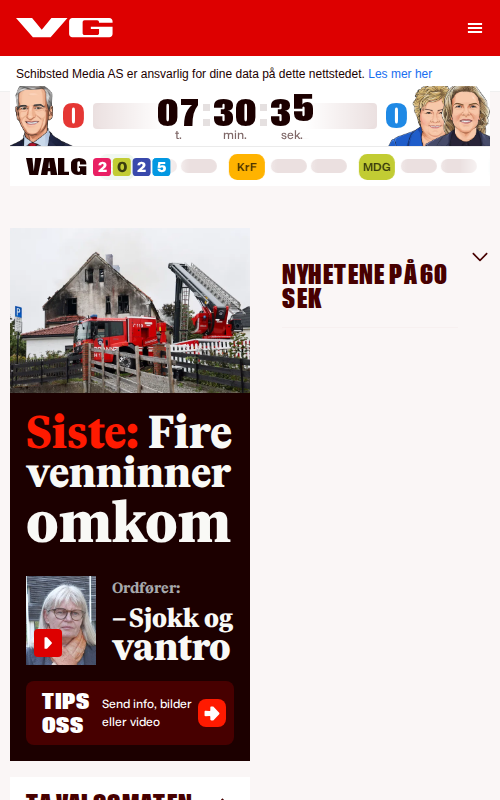 VG
Schibsted Media AS er ansvarlig for dine data på dette nettstedet. Les mer her
0 07:30:35 0
t. min. sek.
VALG 2025 KrF MDG
NYHETENE PÅ 60
SEK
Siste: Fire
venninner
omkom
Ordfører:
– Sjokk og
vantro
TIPS
OSS
Send info, bilder
eller video
TA VALGOMATEN